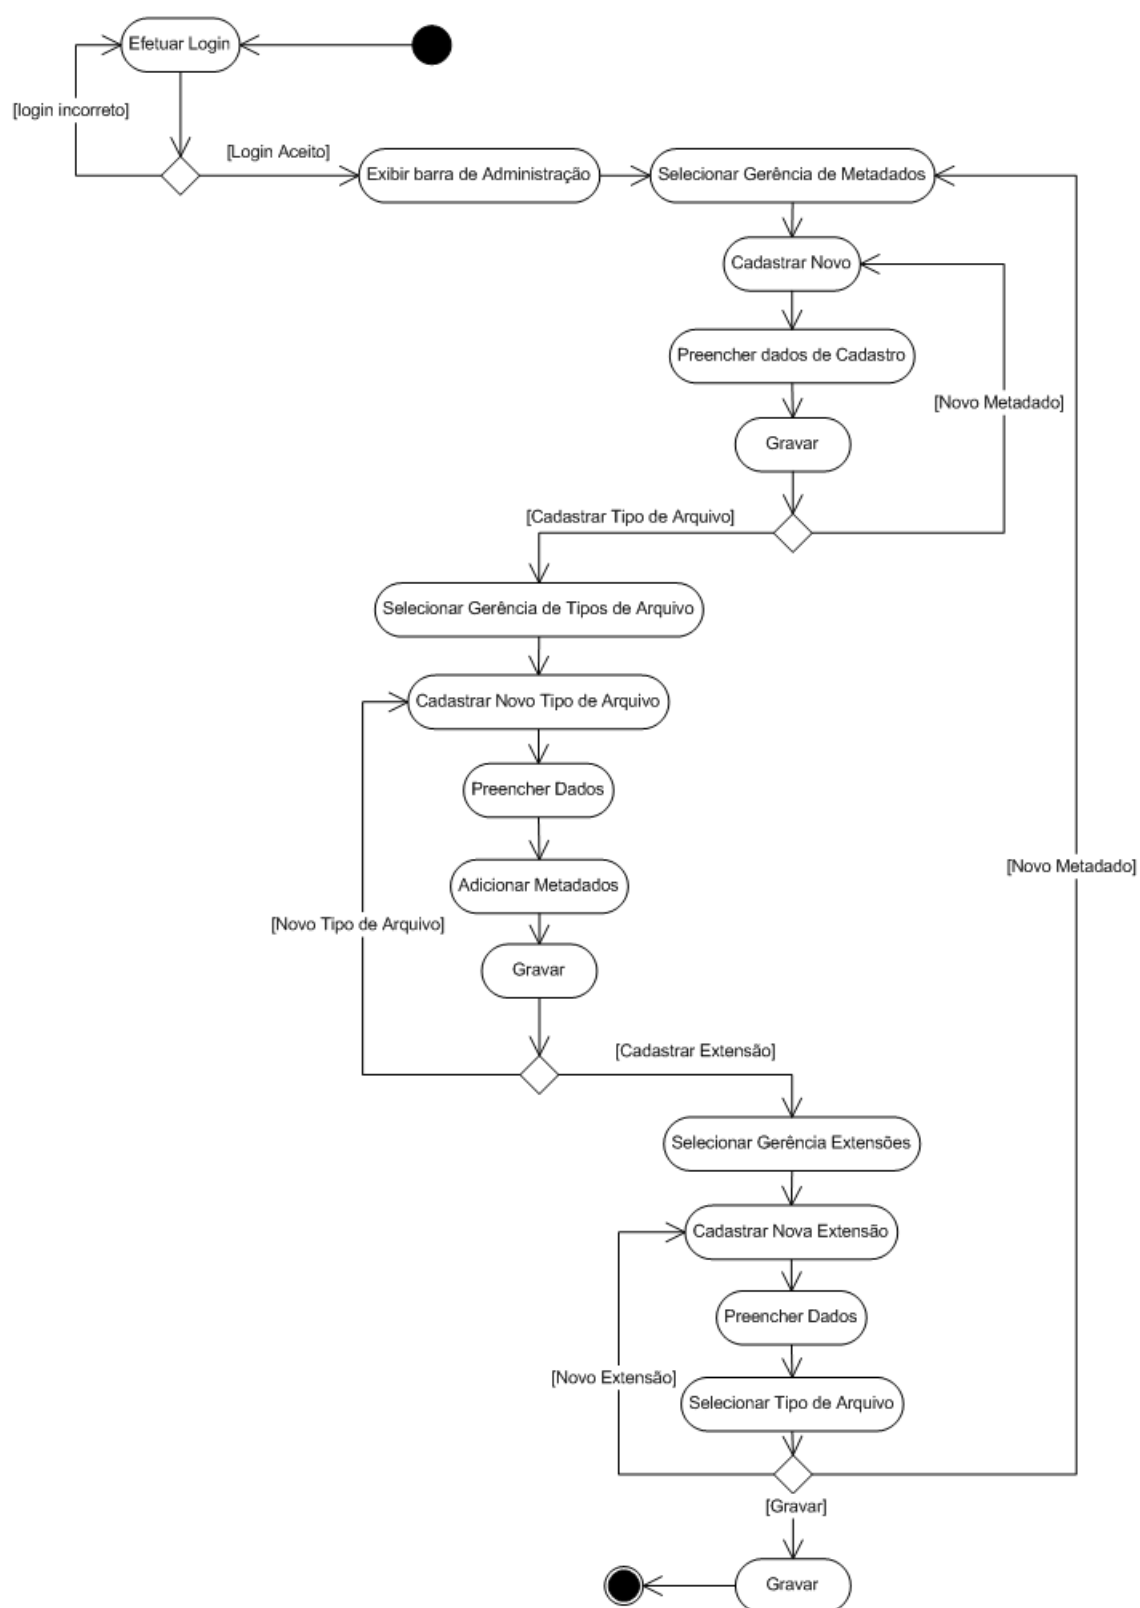 Efetuar Login
[login incorreto]
[Login Aceito]
Exibir barra de Administração
Selecionar Gerência de Metadados
Cadastrar Novo
Preencher dados de Cadastro
[Novo Metadado]
Gravar
[Cadastrar Tipo de Arquivo]
Selecionar Gerência de Tipos de Arquivo
Cadastrar Novo Tipo de Arquivo
Preencher Dados
[Novo Metadado]
Adicionar Metadados
[Novo Tipo de Arquivo]
Gravar
[Cadastrar Extensão]
Selecionar Gerência Extensões
Cadastrar Nova Extensão
Preencher Dados
[Novo Extensão]
Selecionar Tipo de Arquivo
[Gravar]
Gravar